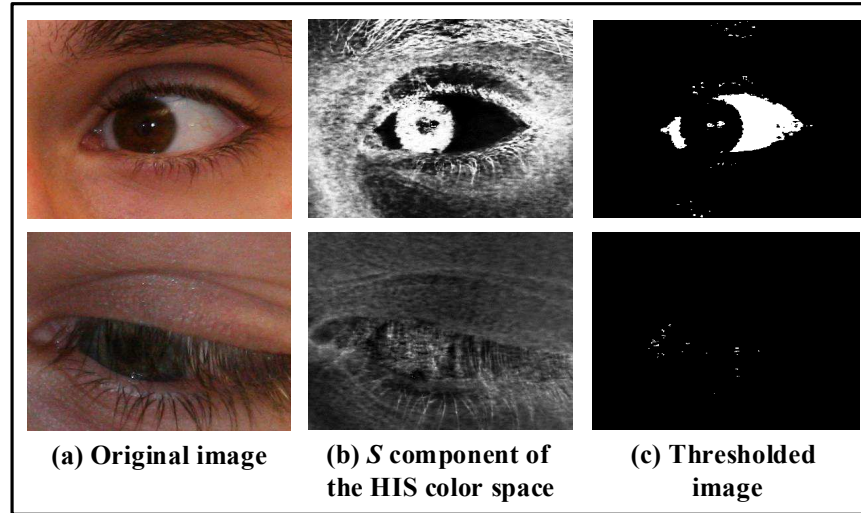 (a) Original image
(b) S component of
the HIS color space
(c) Thresholded
image